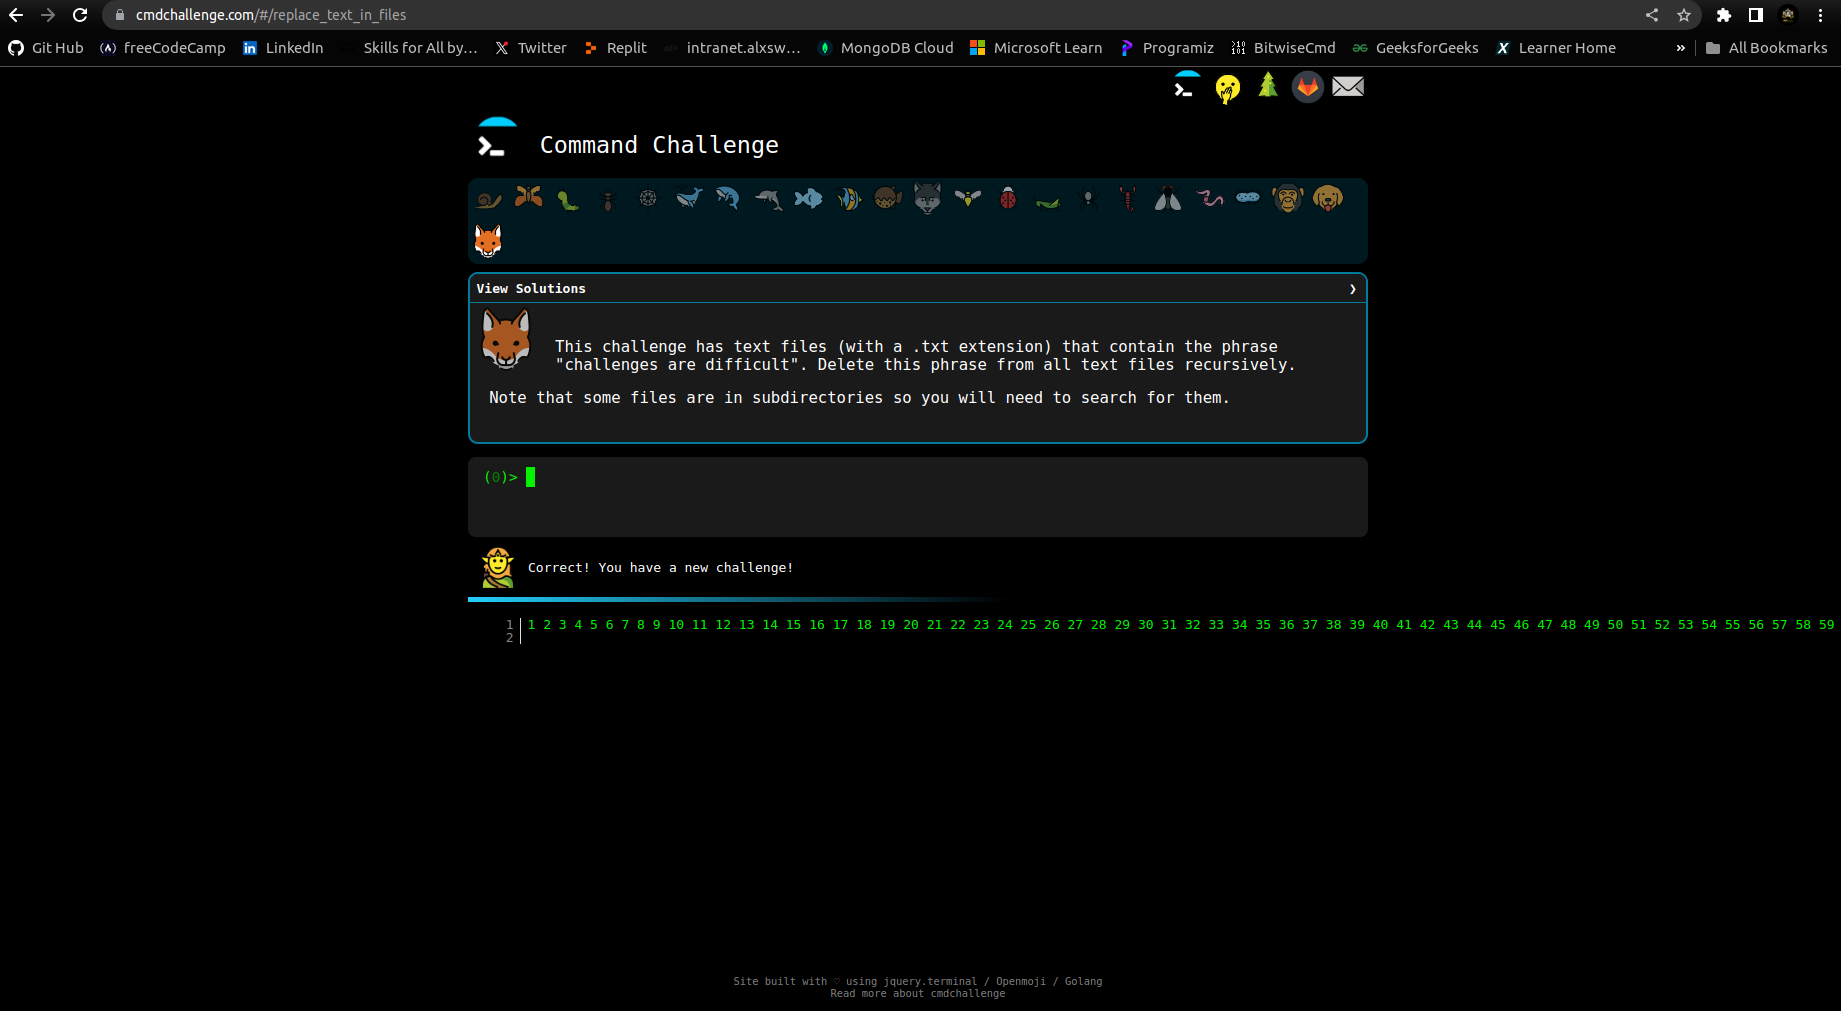 cmdchallenge.com/#/replace_text_in_files
Git Hub freeCodeCamp LinkedIn Skills for All by... Twitter Replit intranet.alxsw... MongoDB Cloud Microsoft Learn Programiz BitwiseCmd GeeksforGeeks Learner Home » All Bookmarks
Command Challenge
View Solutions ❯
This challenge has text files (with a .txt extension) that contain the phrase
"challenges are difficult". Delete this phrase from all text files recursively.
Note that some files are in subdirectories so you will need to search for them.
(0)>
Correct! You have a new challenge!
1 1 2 3 4 5 6 7 8 9 10 11 12 13 14 15 16 17 18 19 20 21 22 23 24 25 26 27 28 29 30 31 32 33 34 35 36 37 38 39 40 41 42 43 44 45 46 47 48 49 50 51 52 53 54 55 56 57 58 59
2
Site built with ♡ using jquery.terminal / Openmoji / Golang
Read more about cmdchallenge